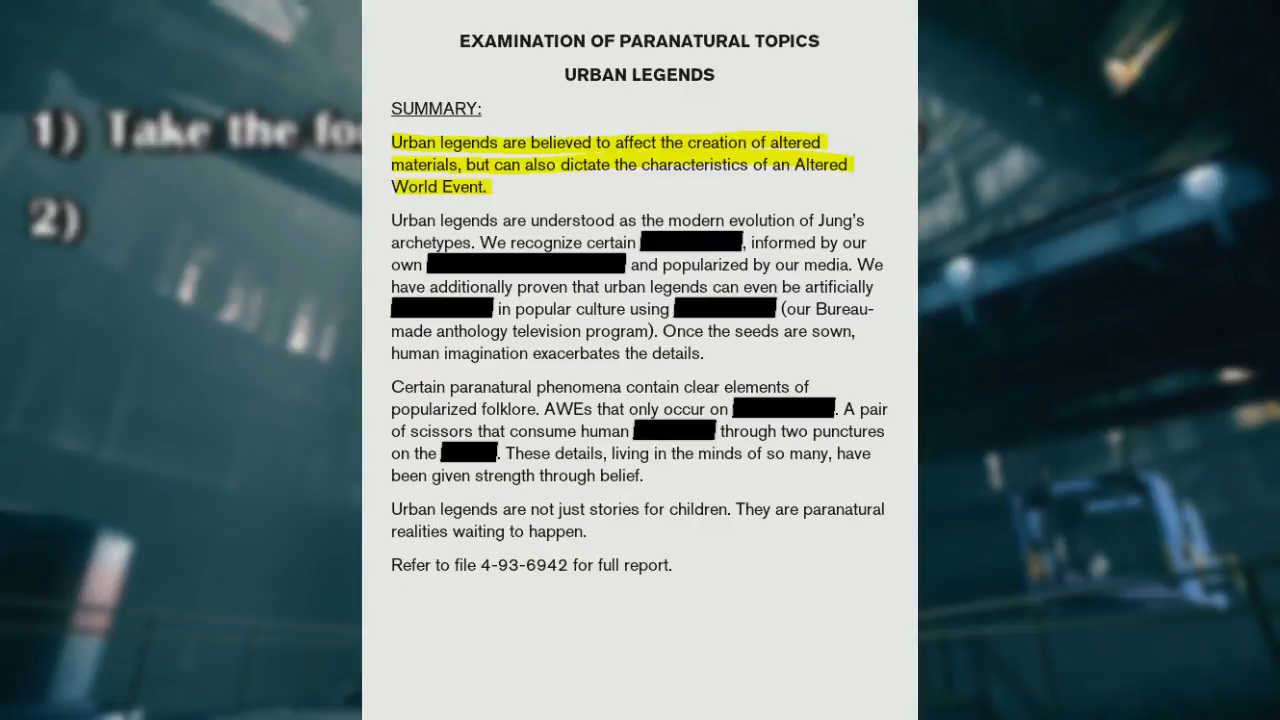 EXAMINATION OF PARANATURAL TOPICS
URBAN LEGENDS
SUMMARY:
Urban legends are believed to affect the creation of altered
materials, but can also dictate the characteristics of an Altered
World Event.
Urban legends are understood as the modern evolution of Jung's
archetypes. We recognize certain , informed by our
own and popularized by our media. We
have additionally proven that urban legends can even be artificially
in popular culture using (our Bureau-
made anthology television program). Once the seeds are sown,
human imagination exacerbates the details.
Certain paranatural phenomena contain clear elements of
popularized folklore. AWEs that only occur on . A pair
of scissors that consume human through two punctures
on the . These details, living in the minds of so many, have
been given strength through belief.
Urban legends are not just stories for children. They are paranatural
realities waiting to happen.
Refer to file 4-93-6942 for full report.
1) Take the
2)